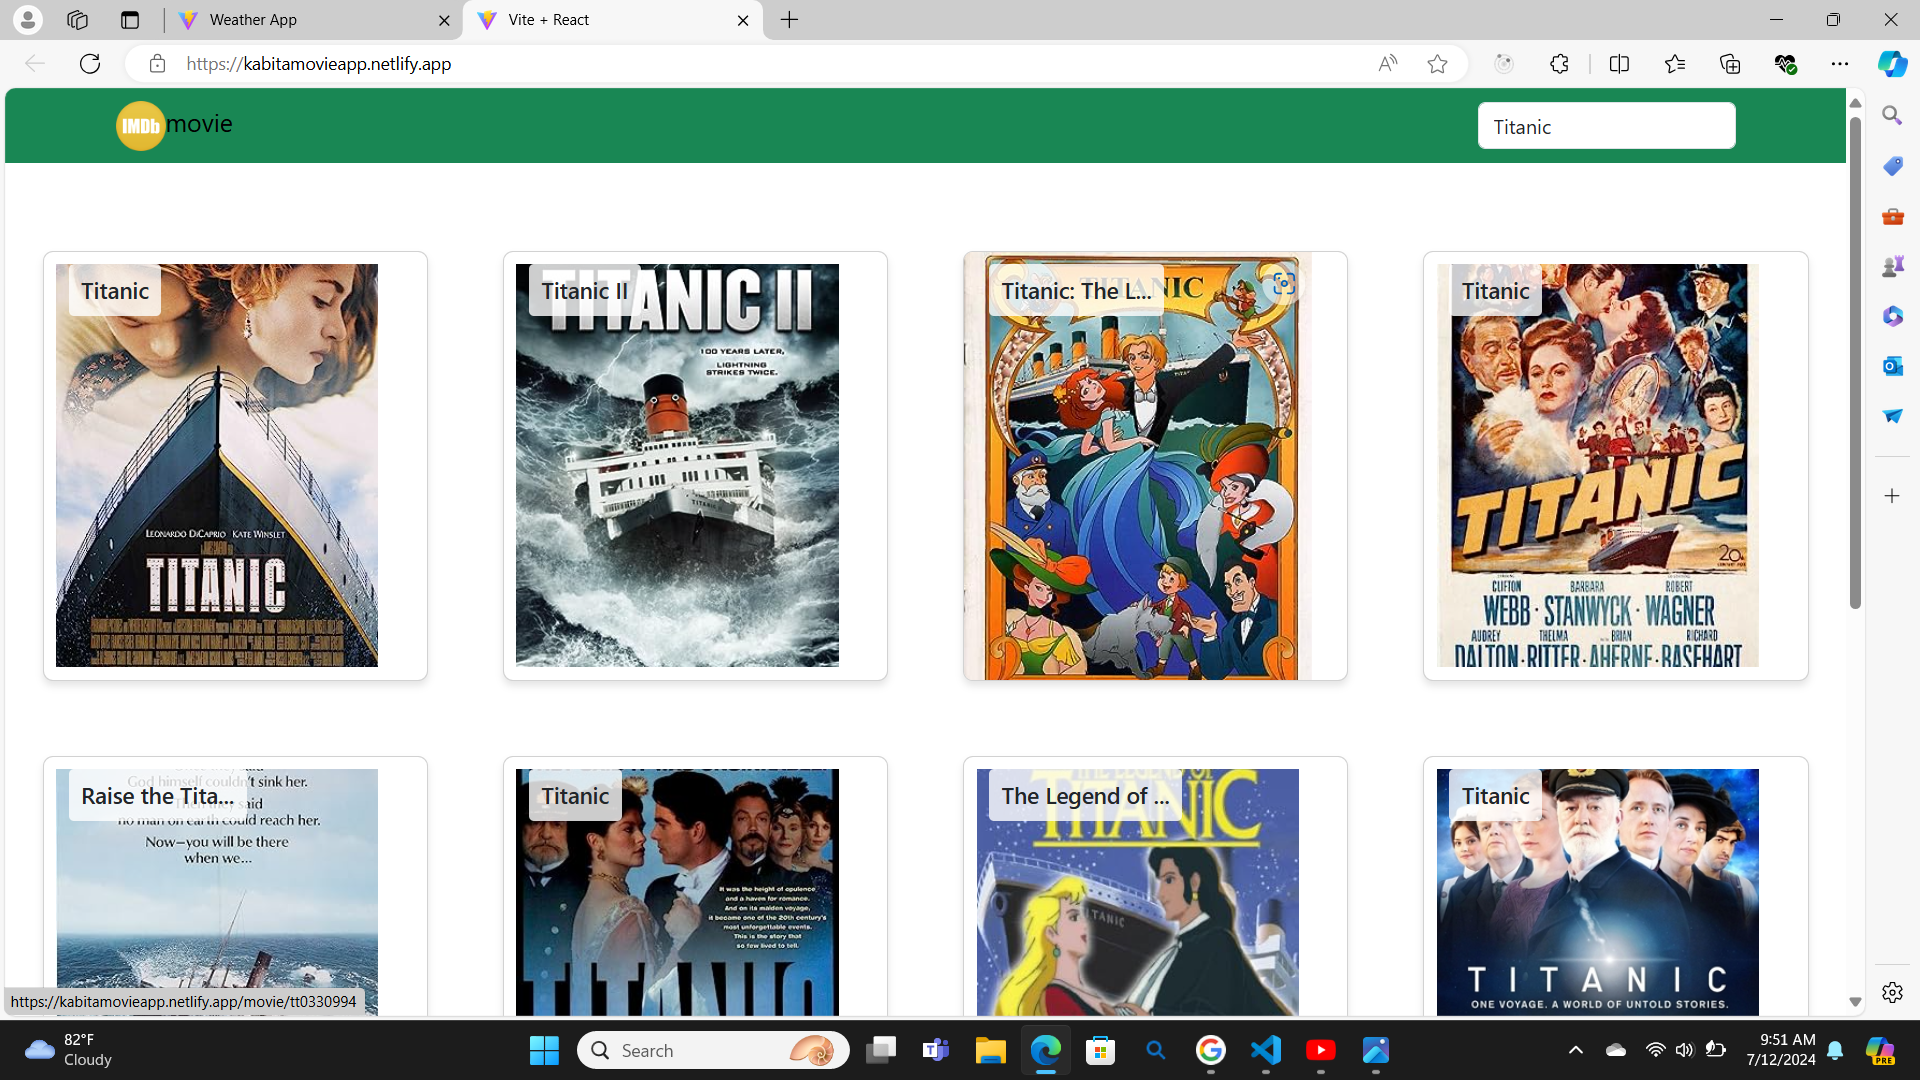 Weather App
Vite + React
https://kabitamovieapp.netlify.app
IMDb movie
Titanic
Titanic
LEONARDO DICAPRIO KATE WINSLET
TITANIC
Titanic II
TITANIC II
100 YEARS LATER,
LIGHTNING
STRIKES TWICE.
TITANIC
Titanic: The L...
Titanic
TITANIC
20
CLIFTON BARBARA ROBERT
WEBB · STANWYCK · WAGNER
AUDREY THELMA BRIAN RICHARD
DALTON · RITTER · AHERNE · BASEHART
Raise the Tita...
God himself couldn't sink her.
said
no man on earth could reach her.
Now—you will be there
when we...
Titanic
It was the height of opulence
and a haven for romance.
And on its maiden voyage,
it became one of the 20th century's
most unforgettable events.
This is the story that
so few lived to tell.
TITANIC
The Legend of ...
THE LEGEND OF
TITANIC
TITANIC
Titanic
TITANIC
ONE VOYAGE. A WORLD OF UNTOLD STORIES.
https://kabitamovieapp.netlify.app/movie/tt0330994
82°F
Cloudy
Search
9:51 AM
7/12/2024
PRE